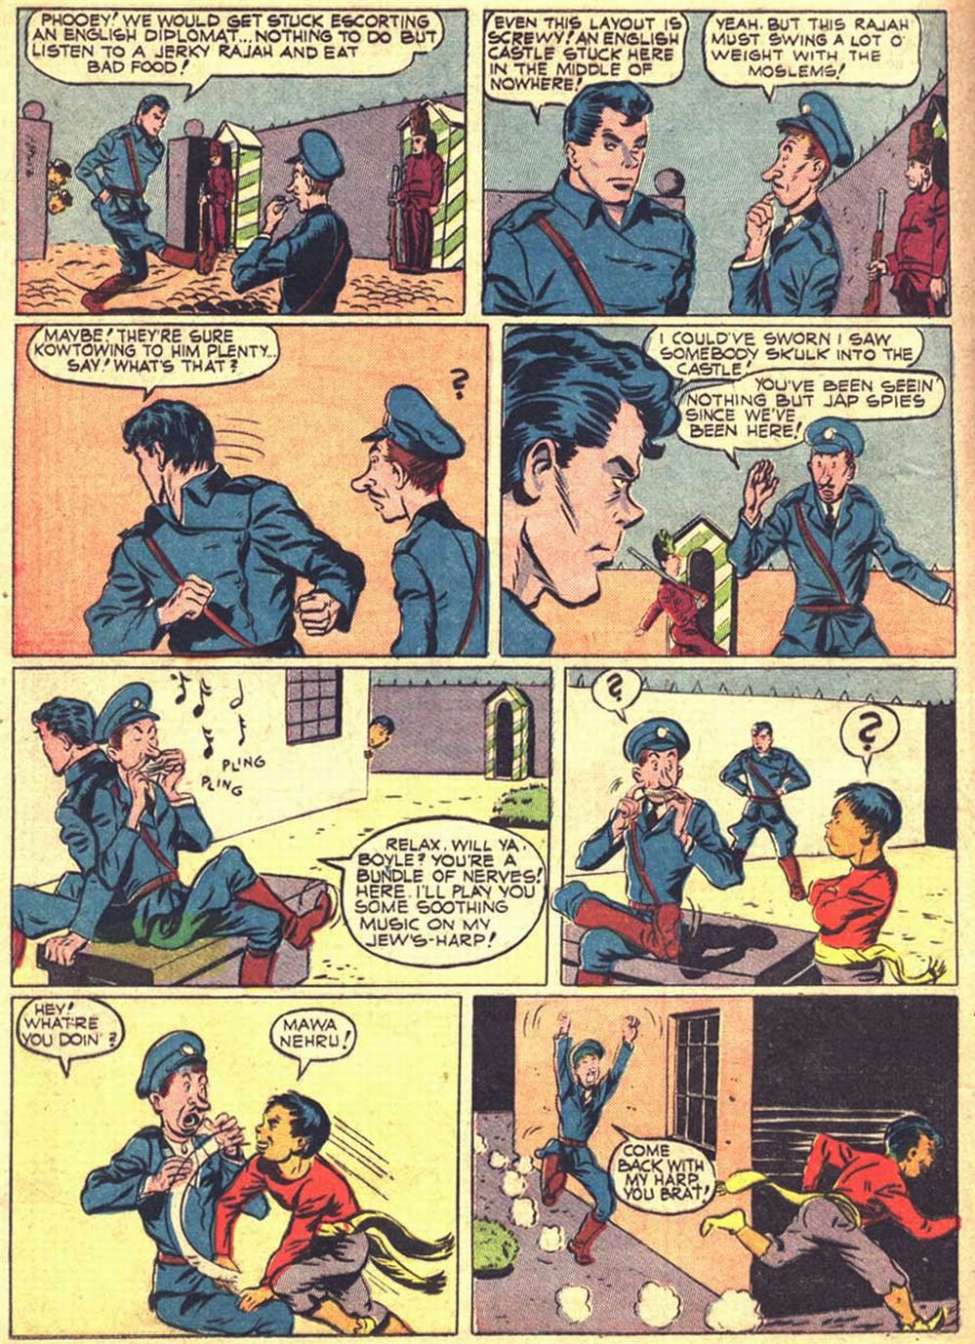 PHOOEY! WE WOULD GET STUCK ESCORTING
AN ENGLISH DIPLOMAT... NOTHING TO DO BUT
LISTEN TO A JERKY RAJAH AND EAT
BAD FOOD!
EVEN THIS LAYOUT IS
SCREWY! AN ENGLISH
CASTLE STUCK HERE
IN THE MIDDLE OF
NOWHERE!
YEAH. BUT THIS RAJAH
MUST SWING A LOT O'
WEIGHT WITH THE
MOSLEMS!
MAYBE! THEY'RE SURE
KOWTOWING TO HIM PLENTY...
SAY! WHAT'S THAT?
?
I COULD'VE SWORN I SAW
SOMEBODY SKULK INTO THE
CASTLE!
YOU'VE BEEN SEEIN'
NOTHING BUT JAP SPIES
SINCE WE'VE
BEEN HERE!
PLING
PLING
RELAX, WILL YA,
BOYLE? YOU'RE A
BUNDLE OF NERVES!
HERE. I'LL PLAY YOU
SOME SOOTHING
MUSIC ON MY
JEW'S-HARP!
?
?
HEY!
WHAT'RE
YOU DOIN'?
MAWA
NEHRU!
COME
BACK WITH
MY HARP,
YOU BRAT!